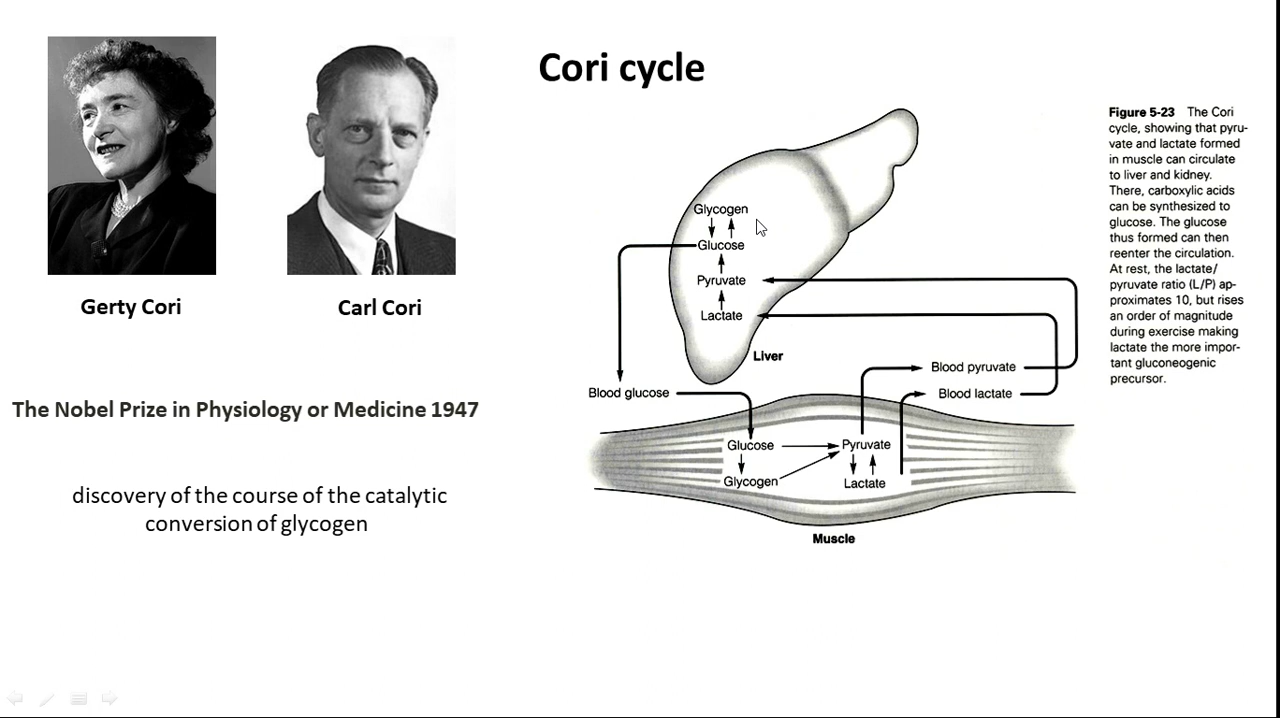 Cori cycle
Gerty Cori
Carl Cori
The Nobel Prize in Physiology or Medicine 1947
discovery of the course of the catalytic
conversion of glycogen
Glycogen
Glucose
Pyruvate
Lactate
Liver
Blood glucose
Blood pyruvate
Blood lactate
Glucose
Pyruvate
Glycogen
Lactate
Muscle
Figure 5-23 The Cori
cycle, showing that pyru-
vate and lactate formed
in muscle can circulate
to liver and kidney.
There, carboxylic acids
can be synthesized to
glucose. The glucose
thus formed can then
reenter the circulation.
At rest, the lactate/
pyruvate ratio (L/P) ap-
proximates 10, but rises
an order of magnitude
during exercise making
lactate the more impor-
tant gluconeogenic
precursor.